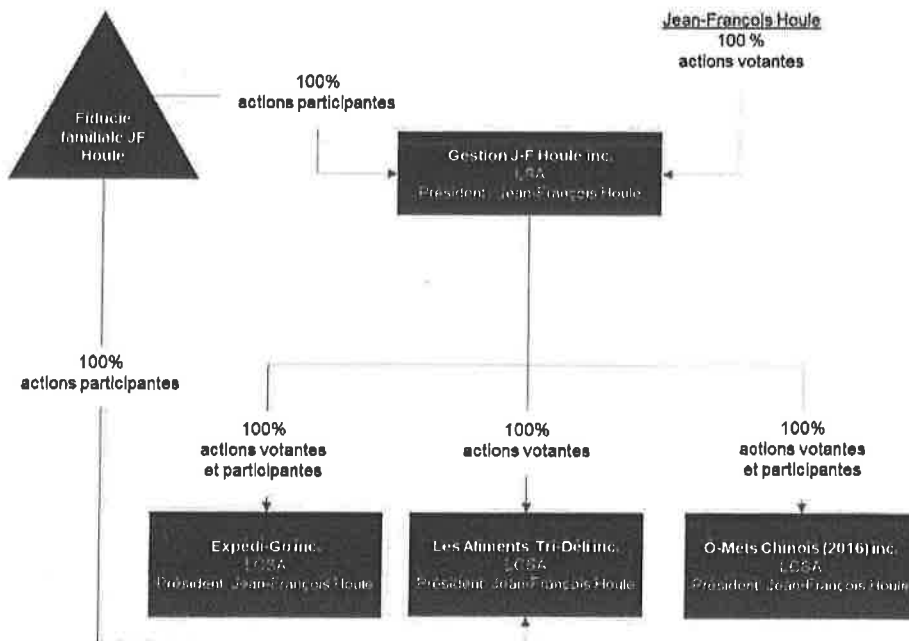 Jean-François Houle
100 %
actions votantes
100%
actions participantes
Fiducie
familiale JF
Houle
Gestion J-F Houle inc.
LSA
Président : Jean-François Houle
100%
actions participantes
100%
actions votantes
et participantes
100%
actions votantes
100%
actions votantes
et participantes
Expedi-Go inc.
LCSA
Président: Jean-François Houle
Les Aliments Tri-Déli inc.
LCSA
Président: Jean-François Houle
O-Mets Chinois (2016) inc.
LCSA
Président: Jean-François Houle